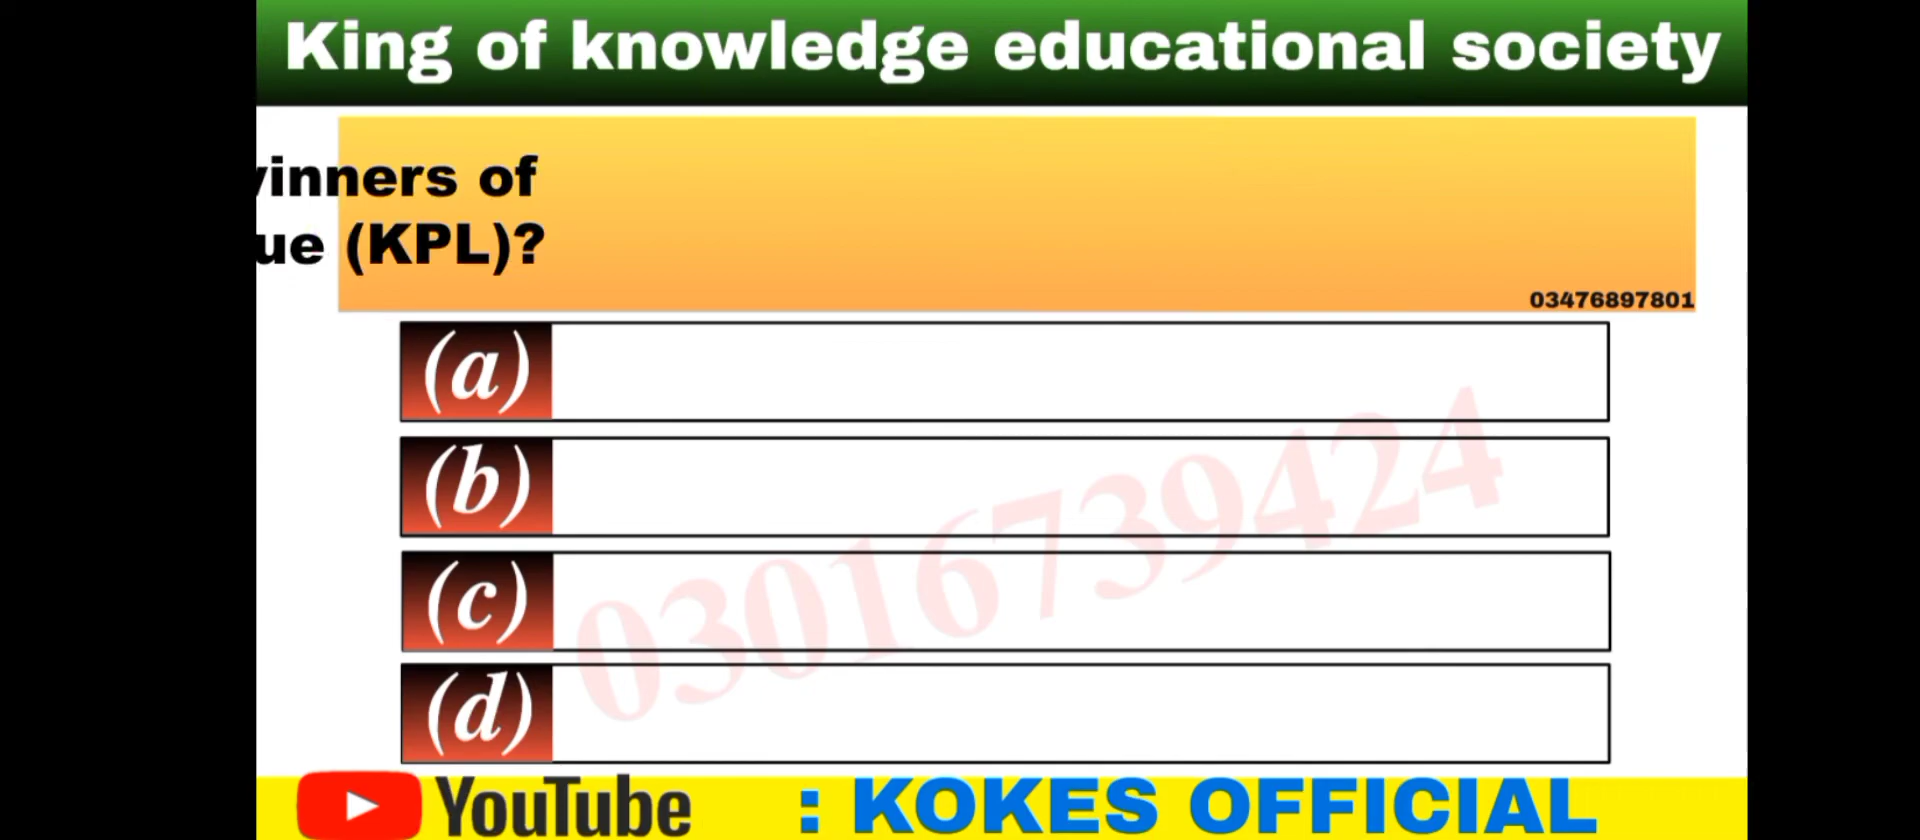 King of knowledge educational society
inners of
ue (KPL)?
03476897801
(a)
(b)
(c)
(d)
03016739424
YouTube : KOKES OFFICIAL